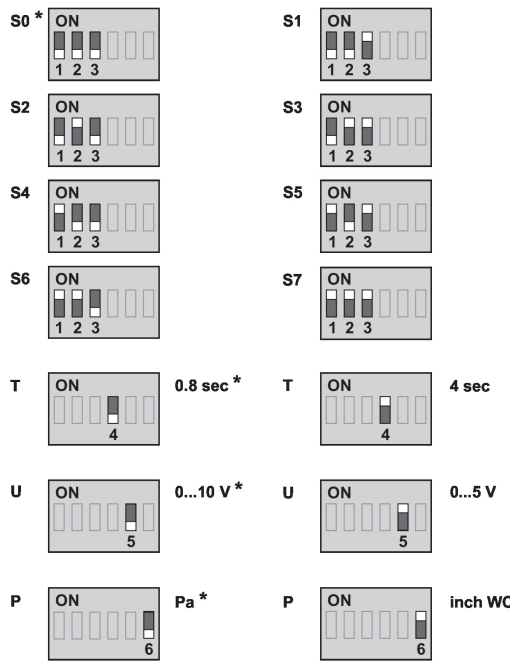 S0 * ON
1 2 3
S1 ON
1 2 3
S2 ON
1 2 3
S3 ON
1 2 3
S4 ON
1 2 3
S5 ON
1 2 3
S6 ON
1 2 3
S7 ON
1 2 3
T ON 0.8 sec *
4
T ON 4 sec
4
U ON 0...10 V *
5
U ON 0...5 V
5
P ON Pa *
6
P ON inch WC
6